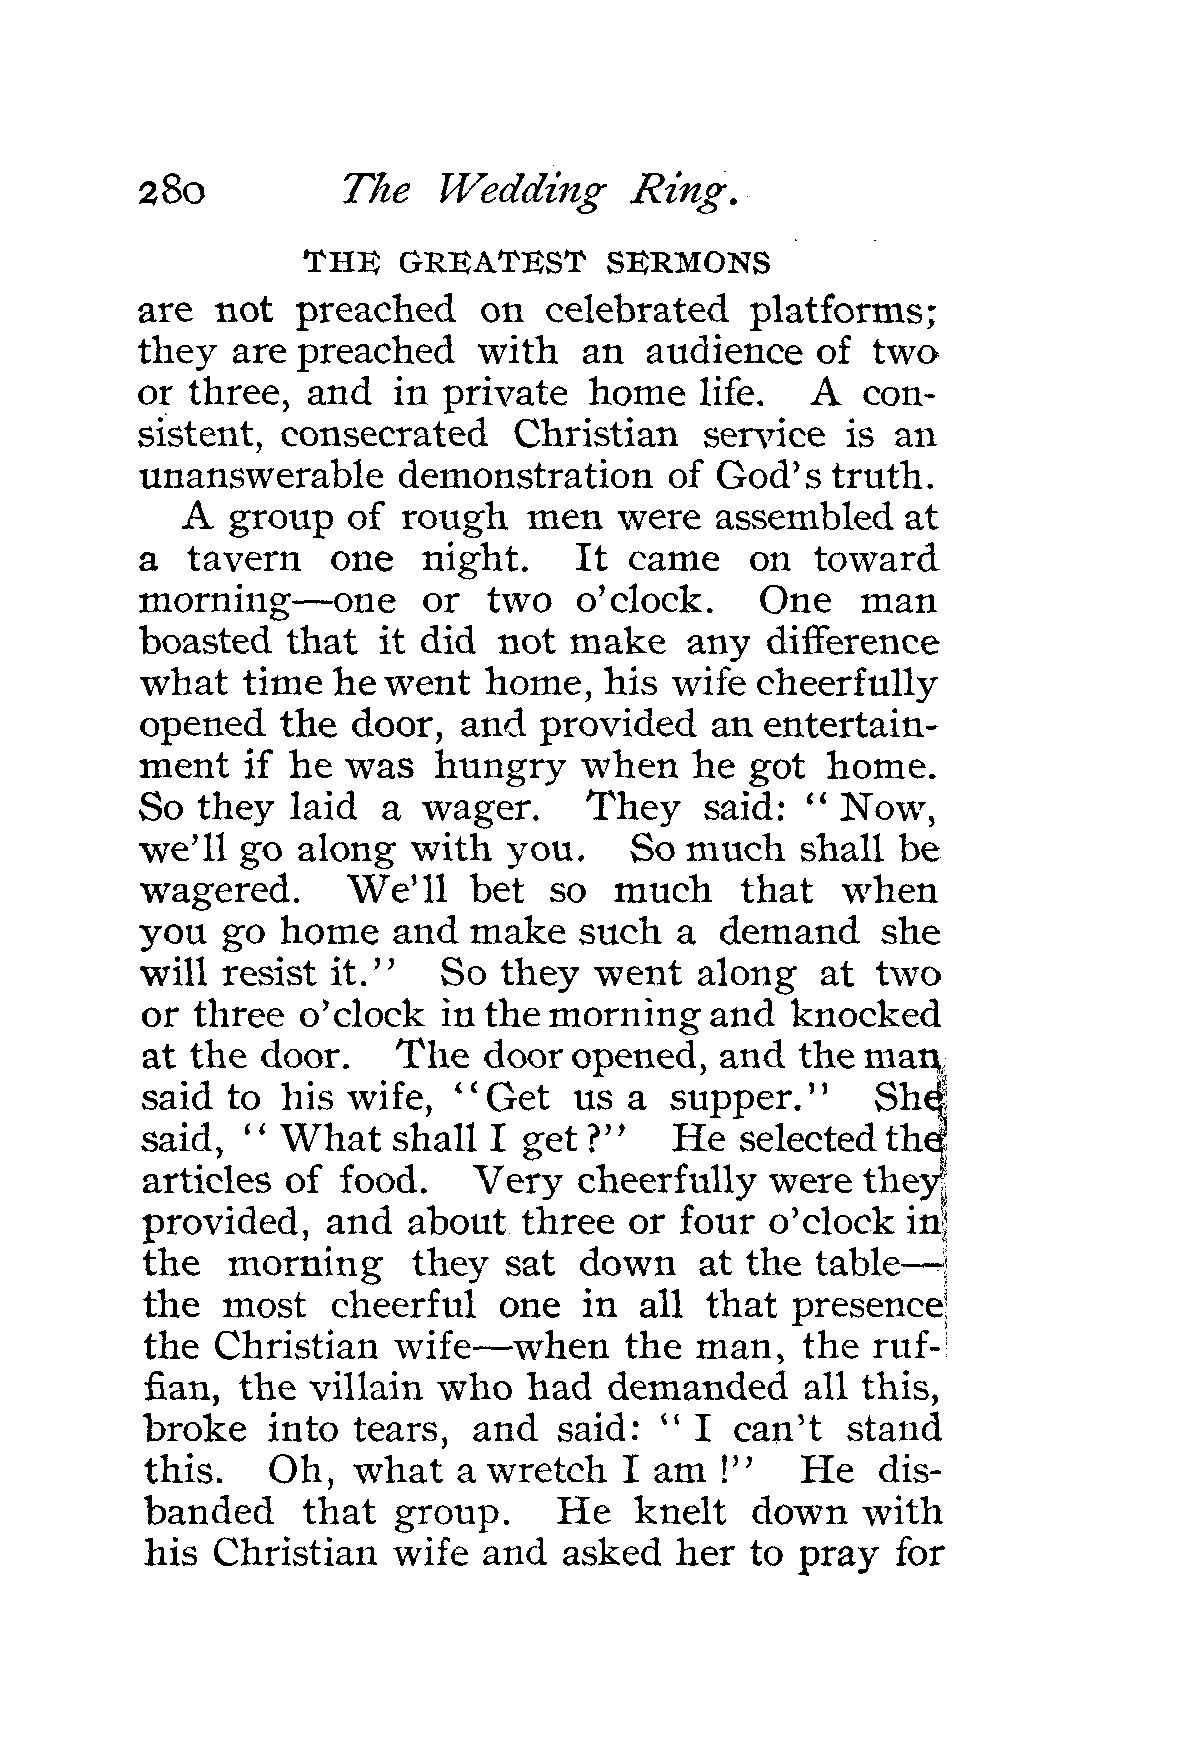 280 The Wedding Ring.
THE GREATEST SERMONS
are not preached on celebrated platforms;
they are preached with an audience of two
or three, and in private home life. A con-
sistent, consecrated Christian service is an
unanswerable demonstration of God's truth.
A group of rough men were assembled at
a tavern one night. It came on toward
morning—one or two o'clock. One man
boasted that it did not make any difference
what time he went home, his wife cheerfully
opened the door, and provided an entertain-
ment if he was hungry when he got home.
So they laid a wager. They said: "Now,
we'll go along with you. So much shall be
wagered. We'll bet so much that when
you go home and make such a demand she
will resist it." So they went along at two
or three o'clock in the morning and knocked
at the door. The door opened, and the man
said to his wife, "Get us a supper." She
said, "What shall I get?" He selected the
articles of food. Very cheerfully were they
provided, and about three or four o'clock in
the morning they sat down at the table—
the most cheerful one in all that presence
the Christian wife—when the man, the ruf-
fian, the villain who had demanded all this,
broke into tears, and said: "I can't stand
this. Oh, what a wretch I am!" He dis-
banded that group. He knelt down with
his Christian wife and asked her to pray for